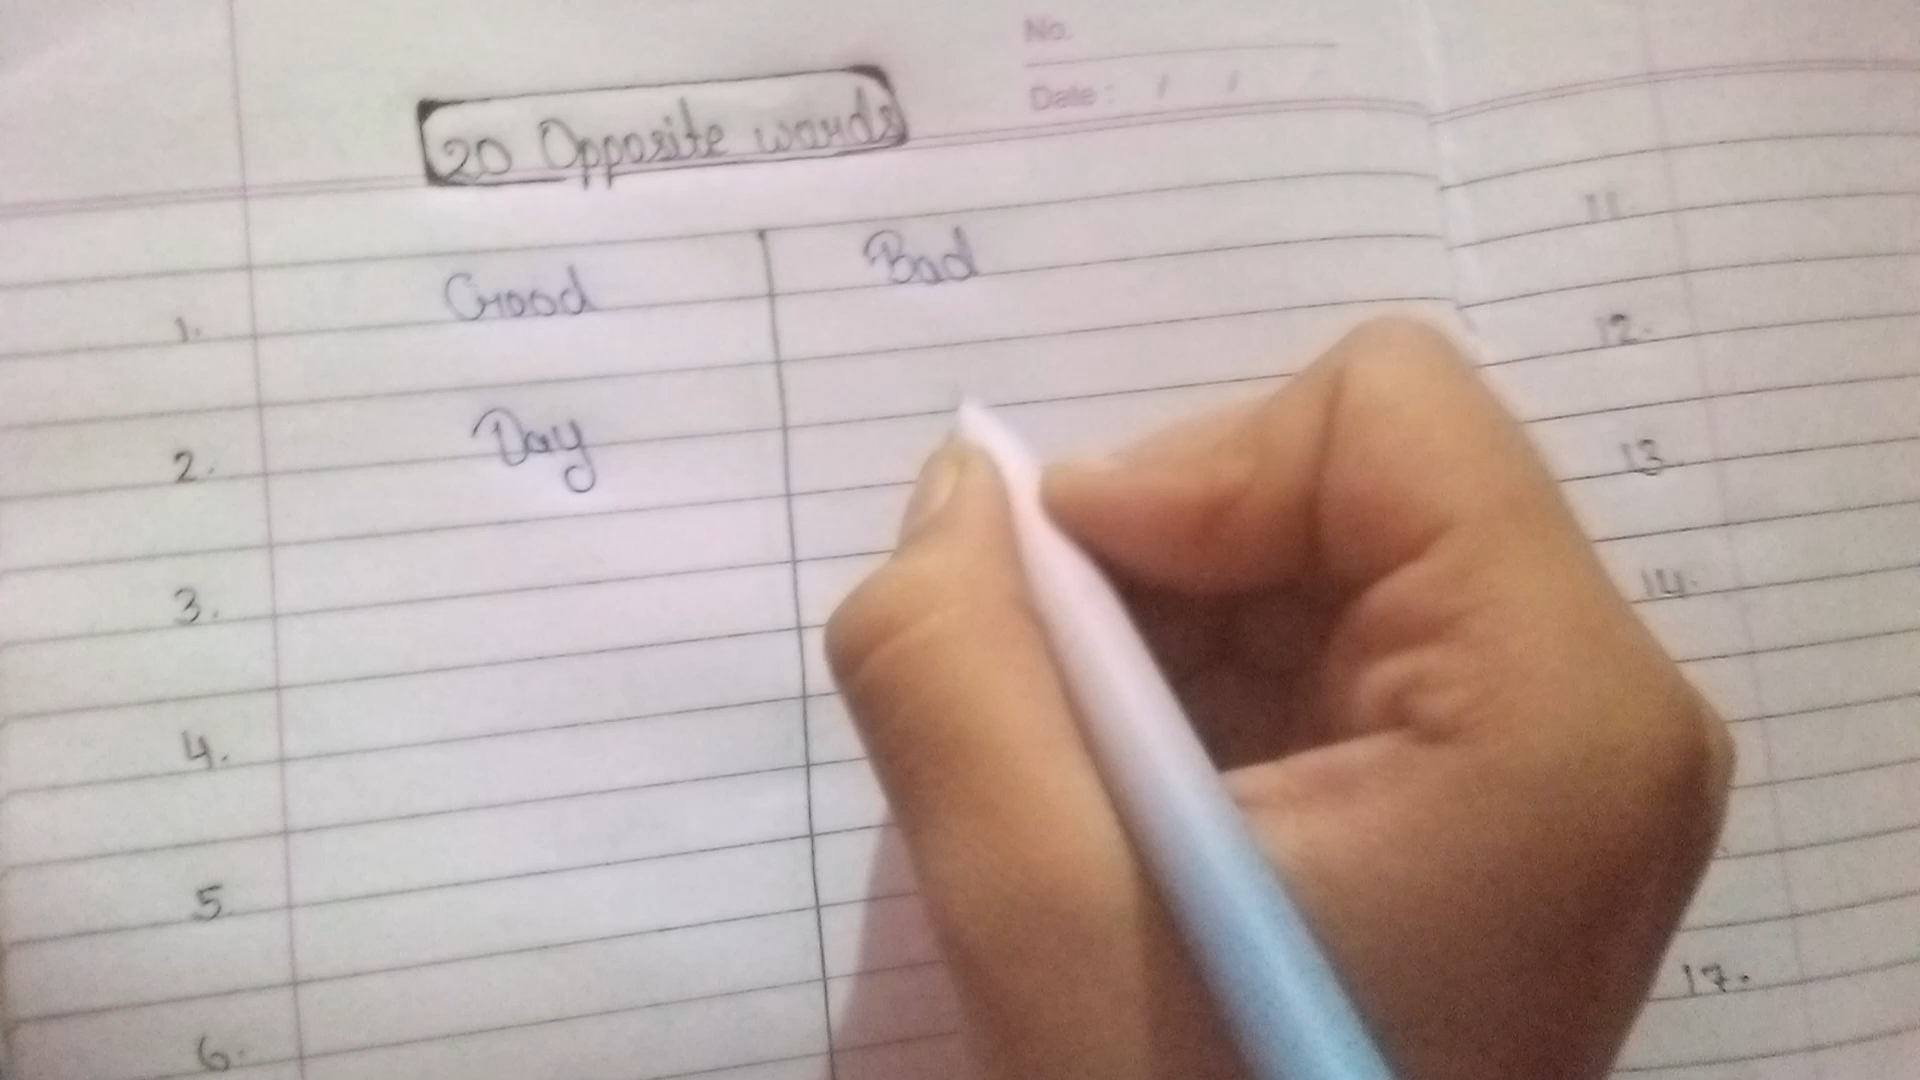 No.
Date: / /
20 Opposite words
1. Good Bad
2. Day
3.
4.
5.
6.
11.
12.
13.
14.
17.